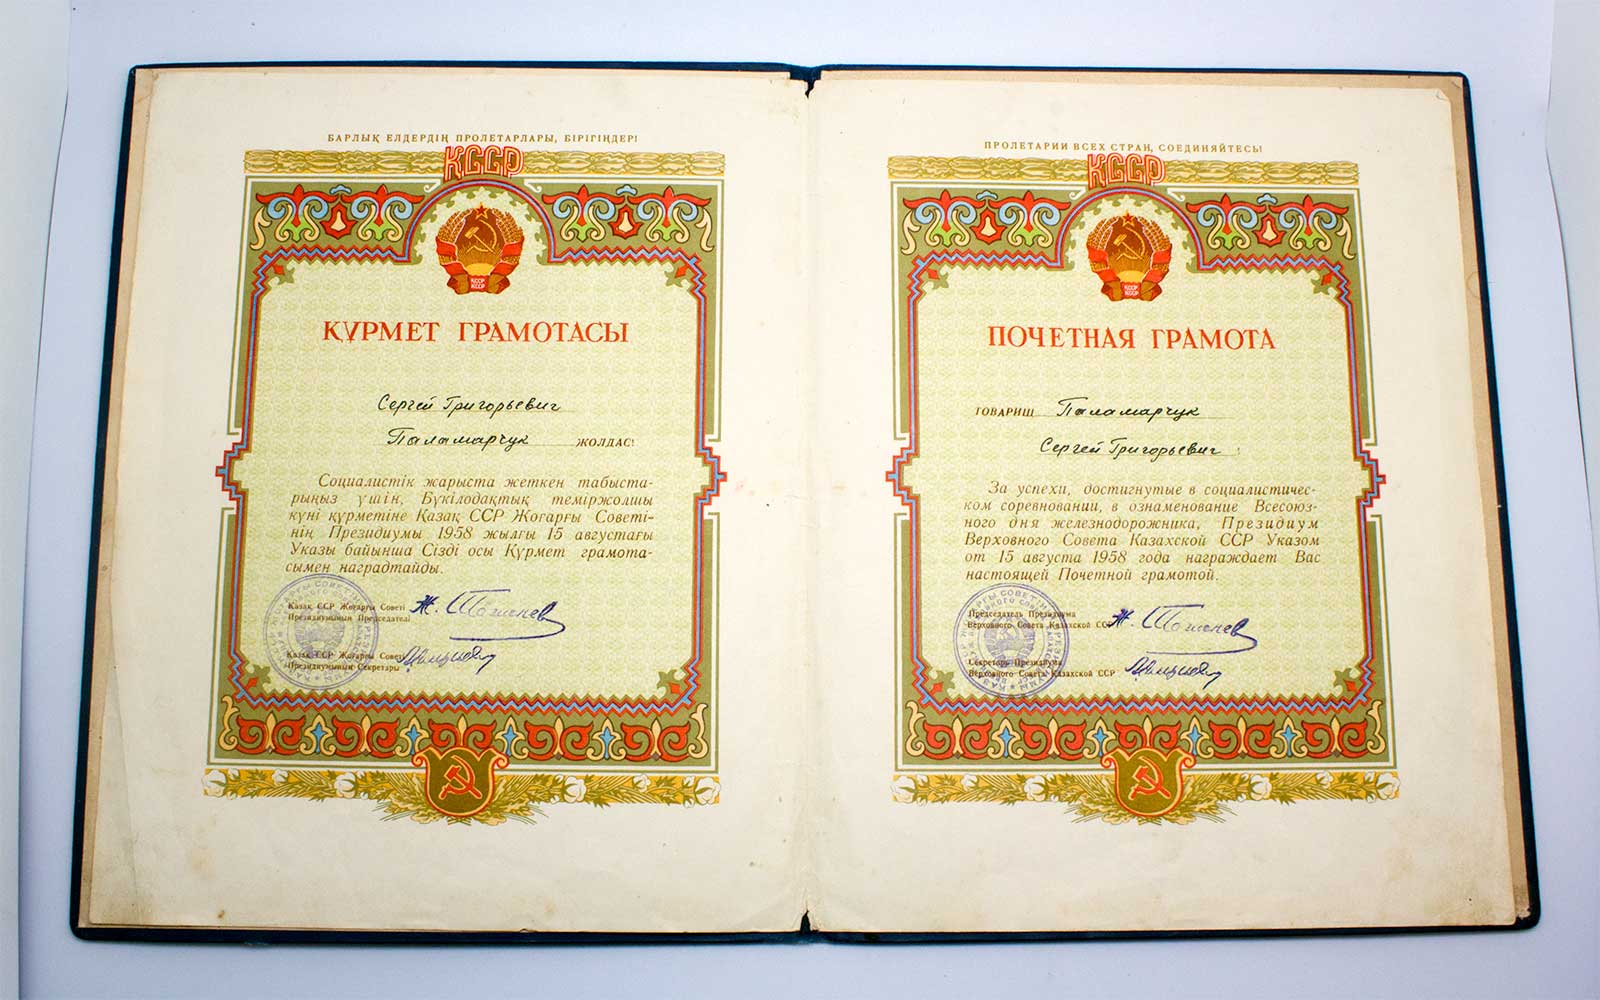 БАРЛЫҚ ЕЛДЕРДІҢ ПРОЛЕТАРЛАРЫ, БІРІГІҢДЕР!
ҚССР
ҚССР
КССР
ҚҰРМЕТ ГРАМОТАСЫ
Сергей Григорьевич
Паламарчук ЖОЛДАС!
Социалистік жарыста жеткен табыста-
рыңыз үшін, Бүкілодақтық теміржолшы
күні құрметіне Қазақ ССР Жоғарғы Советі-
нің Президиумы 1958 жылғы 15 августағы
Указы бойынша Сізді осы Құрмет грамота-
сымен наградтайды.
Қазақ ССР Жоғарғы Советі
Президиумының Председателі
Қазақ ССР Жоғарғы Советі
Президиумының Секретары
ПРОЛЕТАРИИ ВСЕХ СТРАН, СОЕДИНЯЙТЕСЬ!
ҚССР
ҚССР
КССР
ПОЧЕТНАЯ ГРАМОТА
ТОВАРИЩ Паламарчук
Сергей Григорьевич !
За успехи, достигнутые в социалистичес-
ком соревновании, в ознаменование Всесоюз-
ного дня железнодорожника, Президиум
Верховного Совета Казахской ССР Указом
от 15 августа 1958 года награждает Вас
настоящей Почетной грамотой.
Председатель Президиума
Верховного Совета Казахской ССР
Секретарь Президиума
Верховного Совета Казахской ССР